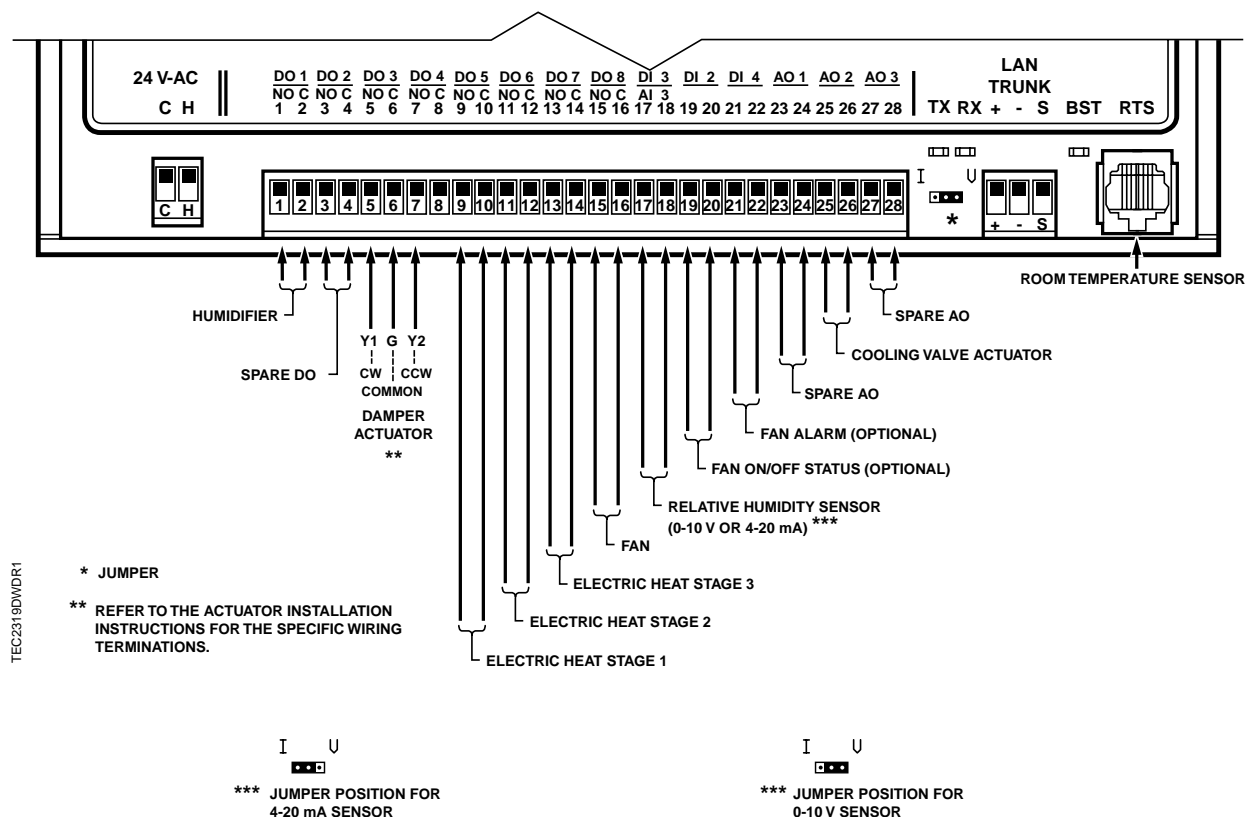 24 V-AC
C H
DO 1 DO 2 DO 3 DO 4 DO 5 DO 6 DO 7 DO 8 DI 3 DI 2 DI 4 AO 1 AO 2 AO 3
NO C NO C NO C NO C NO C NO C NO C NO C AI 3
1 2 3 4 5 6 7 8 9 10 11 12 13 14 15 16 17 18 19 20 21 22 23 24 25 26 27 28
LAN
TRUNK
TX RX + - S BST RTS
I U
C H
1 2 3 4 5 6 7 8 9 10 11 12 13 14 15 16 17 18 19 20 21 22 23 24 25 26 27 28
*
+ - S
ROOM TEMPERATURE SENSOR
HUMIDIFIER
SPARE AO
Y1 G Y2
COOLING VALVE ACTUATOR
SPARE DO
CW CCW
COMMON
SPARE AO
DAMPER
ACTUATOR
**
FAN ALARM (OPTIONAL)
FAN ON/OFF STATUS (OPTIONAL)
RELATIVE HUMIDITY SENSOR
(0-10 V OR 4-20 mA) ***
FAN
ELECTRIC HEAT STAGE 3
ELECTRIC HEAT STAGE 2
ELECTRIC HEAT STAGE 1
TEC2319DWDR1
* JUMPER
** REFER TO THE ACTUATOR INSTALLATION
INSTRUCTIONS FOR THE SPECIFIC WIRING
TERMINATIONS.
I U
*** JUMPER POSITION FOR
4-20 mA SENSOR
I U
*** JUMPER POSITION FOR
0-10 V SENSOR